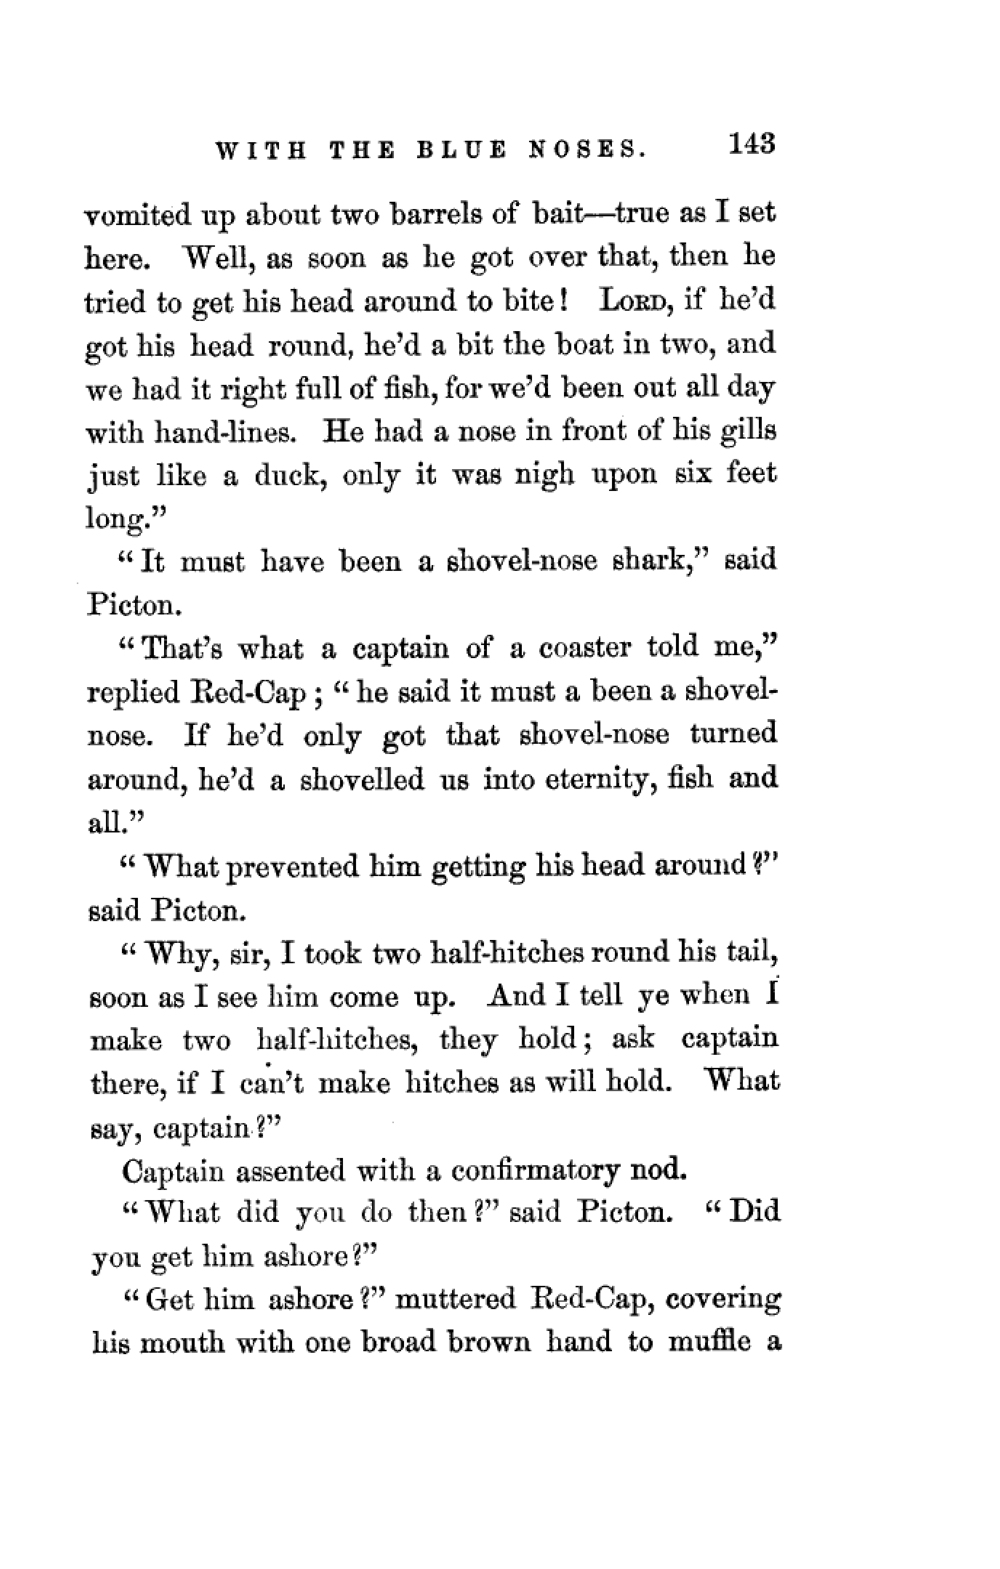 WITH THE BLUE NOSES. 143
vomited up about two barrels of bait—true as I set
here. Well, as soon as he got over that, then he
tried to get his head around to bite! LORD, if he’d
got his head round, he’d a bit the boat in two, and
we had it right full of fish, for we’d been out all day
with hand-lines. He had a nose in front of his gills
just like a duck, only it was nigh upon six feet
long.”
“It must have been a shovel-nose shark,” said
Picton.
“That’s what a captain of a coaster told me,”
replied Red-Cap; “he said it must a been a shovel-
nose. If he’d only got that shovel-nose turned
around, he’d a shovelled us into eternity, fish and
all.”
“What prevented him getting his head around?”
said Picton.
“Why, sir, I took two half-hitches round his tail,
soon as I see him come up. And I tell ye when I
make two half-hitches, they hold; ask captain
there, if I can’t make hitches as will hold. What
say, captain?”
Captain assented with a confirmatory nod.
“What did you do then?” said Picton. “Did
you get him ashore?”
“Get him ashore?” muttered Red-Cap, covering
his mouth with one broad brown hand to muffle a